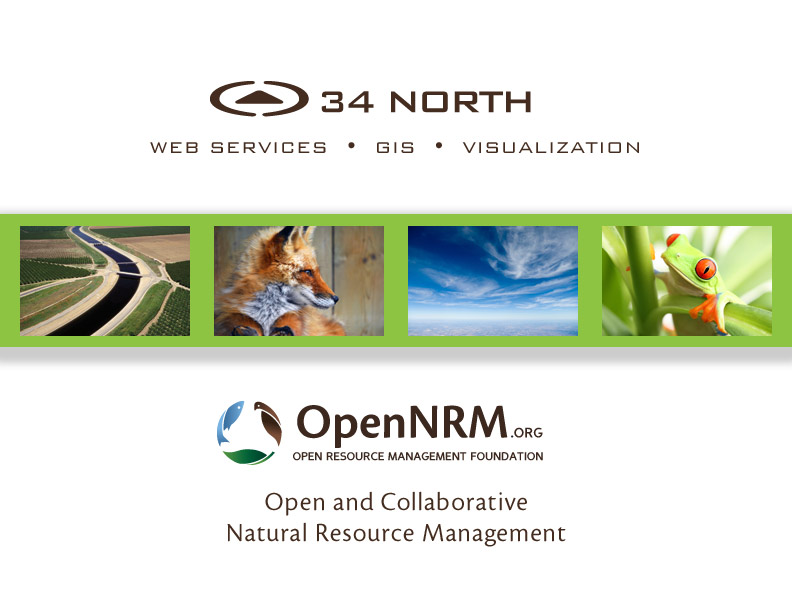 34 NORTH
WEB SERVICES • GIS • VISUALIZATION
OpenNRM.ORG
OPEN RESOURCE MANAGEMENT FOUNDATION
Open and Collaborative
Natural Resource Management